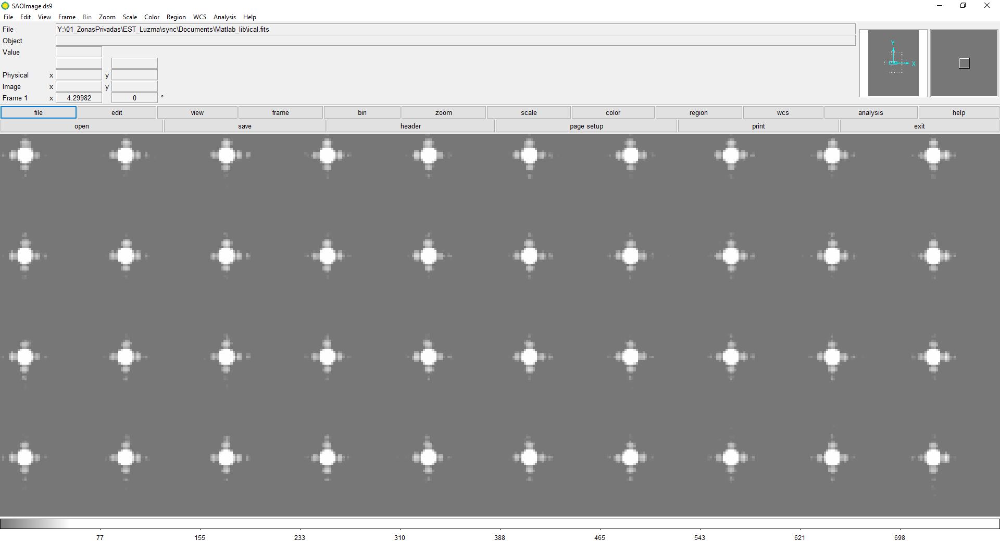 SAOImage ds9
File Edit View Frame Bin Zoom Scale Color Region WCS Analysis Help
File Y:\01_ZonasPrivadas\EST_Luzma\sync\Documents\Matlab_lib\ical.fits
Object
Value
Physical x y
Image x y
Frame 1 x 4.29982 0 °
Y
X
file edit view frame bin zoom scale color region wcs analysis help
open save header page setup print exit
77 155 233 310 388 465 543 621 698